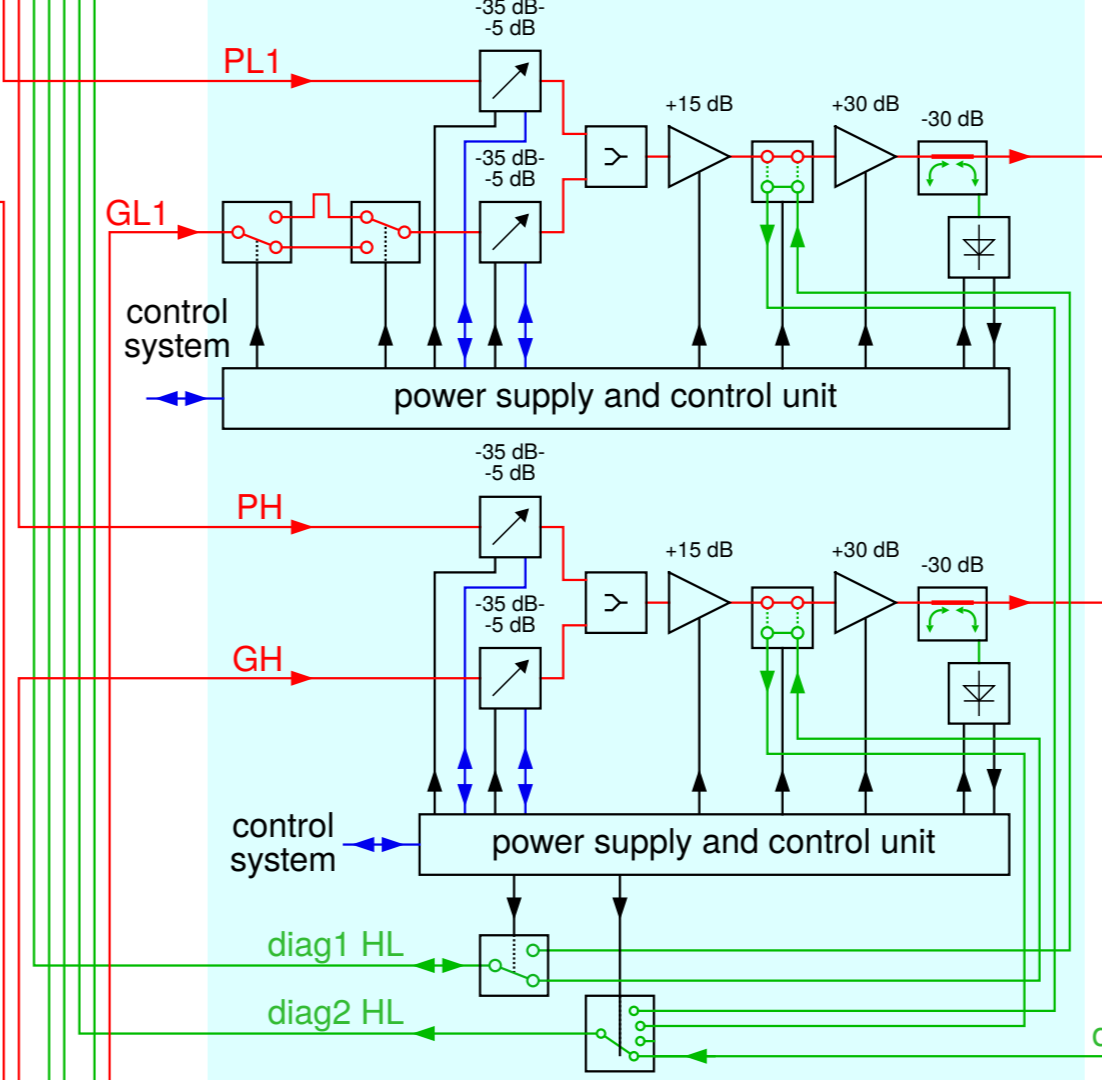 -35 dB-
-5 dB
PL1
+15 dB
+30 dB
-30 dB
-35 dB-
-5 dB
GL1
control
system
power supply and control unit
-35 dB-
-5 dB
PH
+15 dB
+30 dB
-30 dB
-35 dB-
-5 dB
GH
control
system
power supply and control unit
diag1 HL
diag2 HL